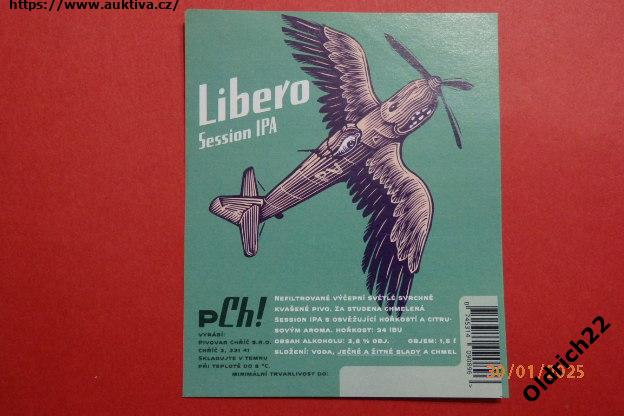 https://www.auktiva.cz/
Libero
Session IPA
RV
pCh!
VYRÁBÍ:
PIVOVAR CHŘÍČ S.R.O.
CHŘÍČ 3, 331 41
SKLADUJTE V TEMNU
PŘI TEPLOTĚ DO 8 °C.
MINIMÁLNÍ TRVANLIVOST DO:
NEFILTROVANÉ VÝČEPNÍ SVĚTLÉ SVRCHNĚ
KVAŠENÉ PIVO. ZA STUDENA CHMELENÁ
SESSION IPA S OSVĚŽUJÍCÍ HOŘKOSTÍ A CITRU-
SOVÝM AROMA. HOŘKOST: 34 IBU
OBSAH ALKOHOLU: 3,8 % OBJ. OBJEM: 1,5 ℓ
SLOŽENÍ: VODA, JEČNÉ A ŽITNÉ SLADY A CHMEL
20/01/2025
Oldrich22